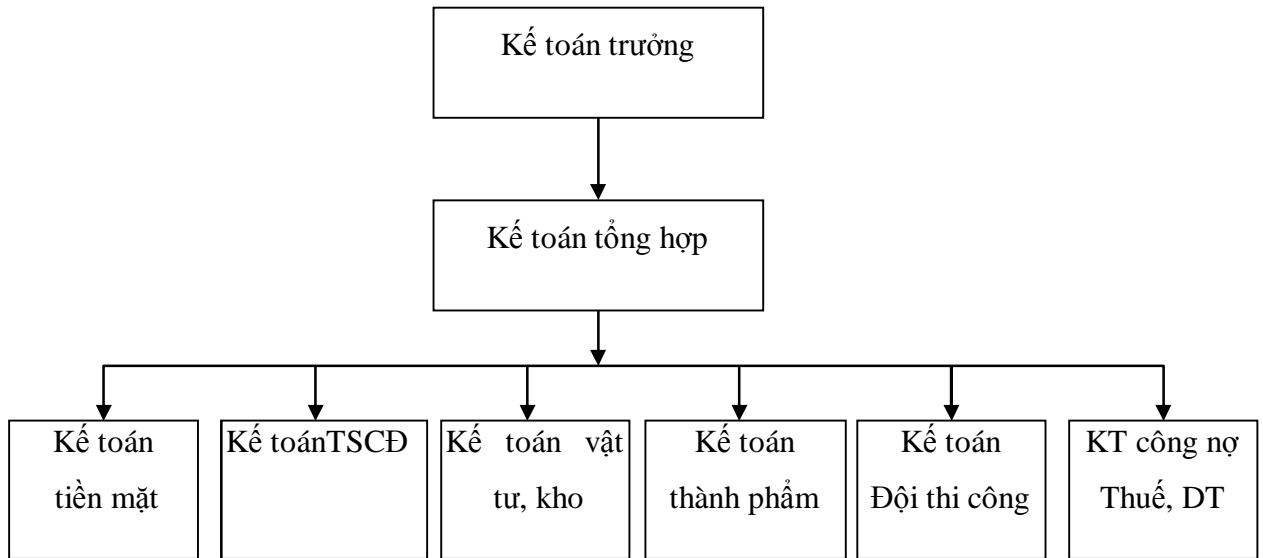 Kế toán trưởng
Kế toán tổng hợp
Kế toán
tiền mặt
Kế toánTSCĐ
Kế toán vật
tư, kho
Kế toán
thành phẩm
Kế toán
Đội thi công
KT công nợ
Thuế, DT